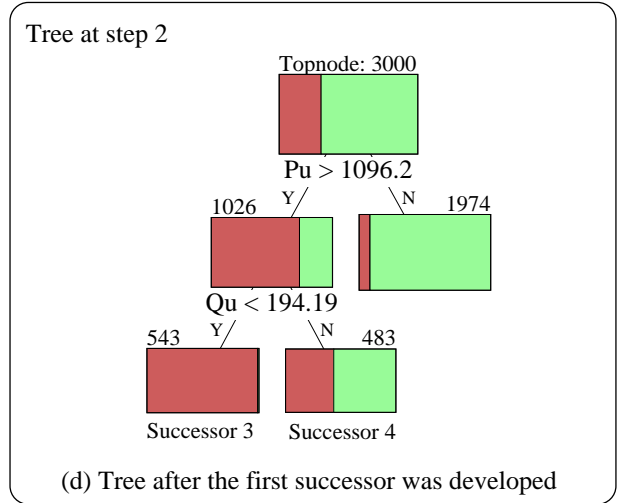 Tree at step 2
Topnode: 3000
Pu > 1096.2
Y N
1026 1974
Qu < 194.19
Y N
543 483
Successor 3 Successor 4
(d) Tree after the first successor was developed